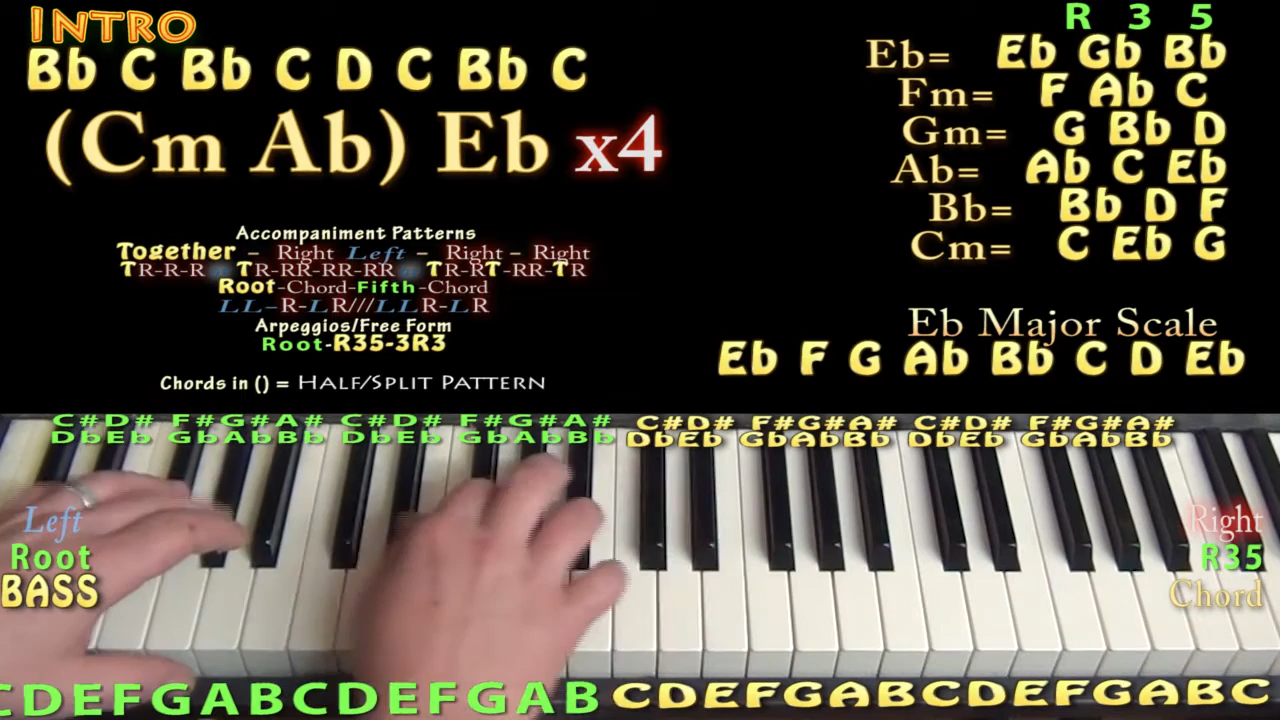 INTRO
Bb C Bb C D C Bb C
(Cm Ab) Eb x4
Accompaniment Patterns
Together – Right Left – Right – Right
TR-R-R TR-RR-RR-RR TR-RT-RR-TR
Root-Chord-Fifth-Chord
LL–R-LR///LLR-LR
Arpeggios/Free Form
Root-R35-3R3
Chords in () = HALF/SPLIT PATTERN
R 3 5
Eb= Eb Gb Bb
Fm= F Ab C
Gm= G Bb D
Ab= Ab C Eb
Bb= Bb D F
Cm= C Eb G
Eb Major Scale
Eb F G Ab Bb C D Eb
C#D# F#G#A# C#D# F#G#A# C#D# F#G#A# C#D# F#G#A#
DbEb GbAbBb DbEb GbAbBb DbEb GbAbBb DbEb GbAbBb
Left
Root
BASS
Right
R35
Chord
CDEFGABCDEFGAB CDEFGABCDEFGABC